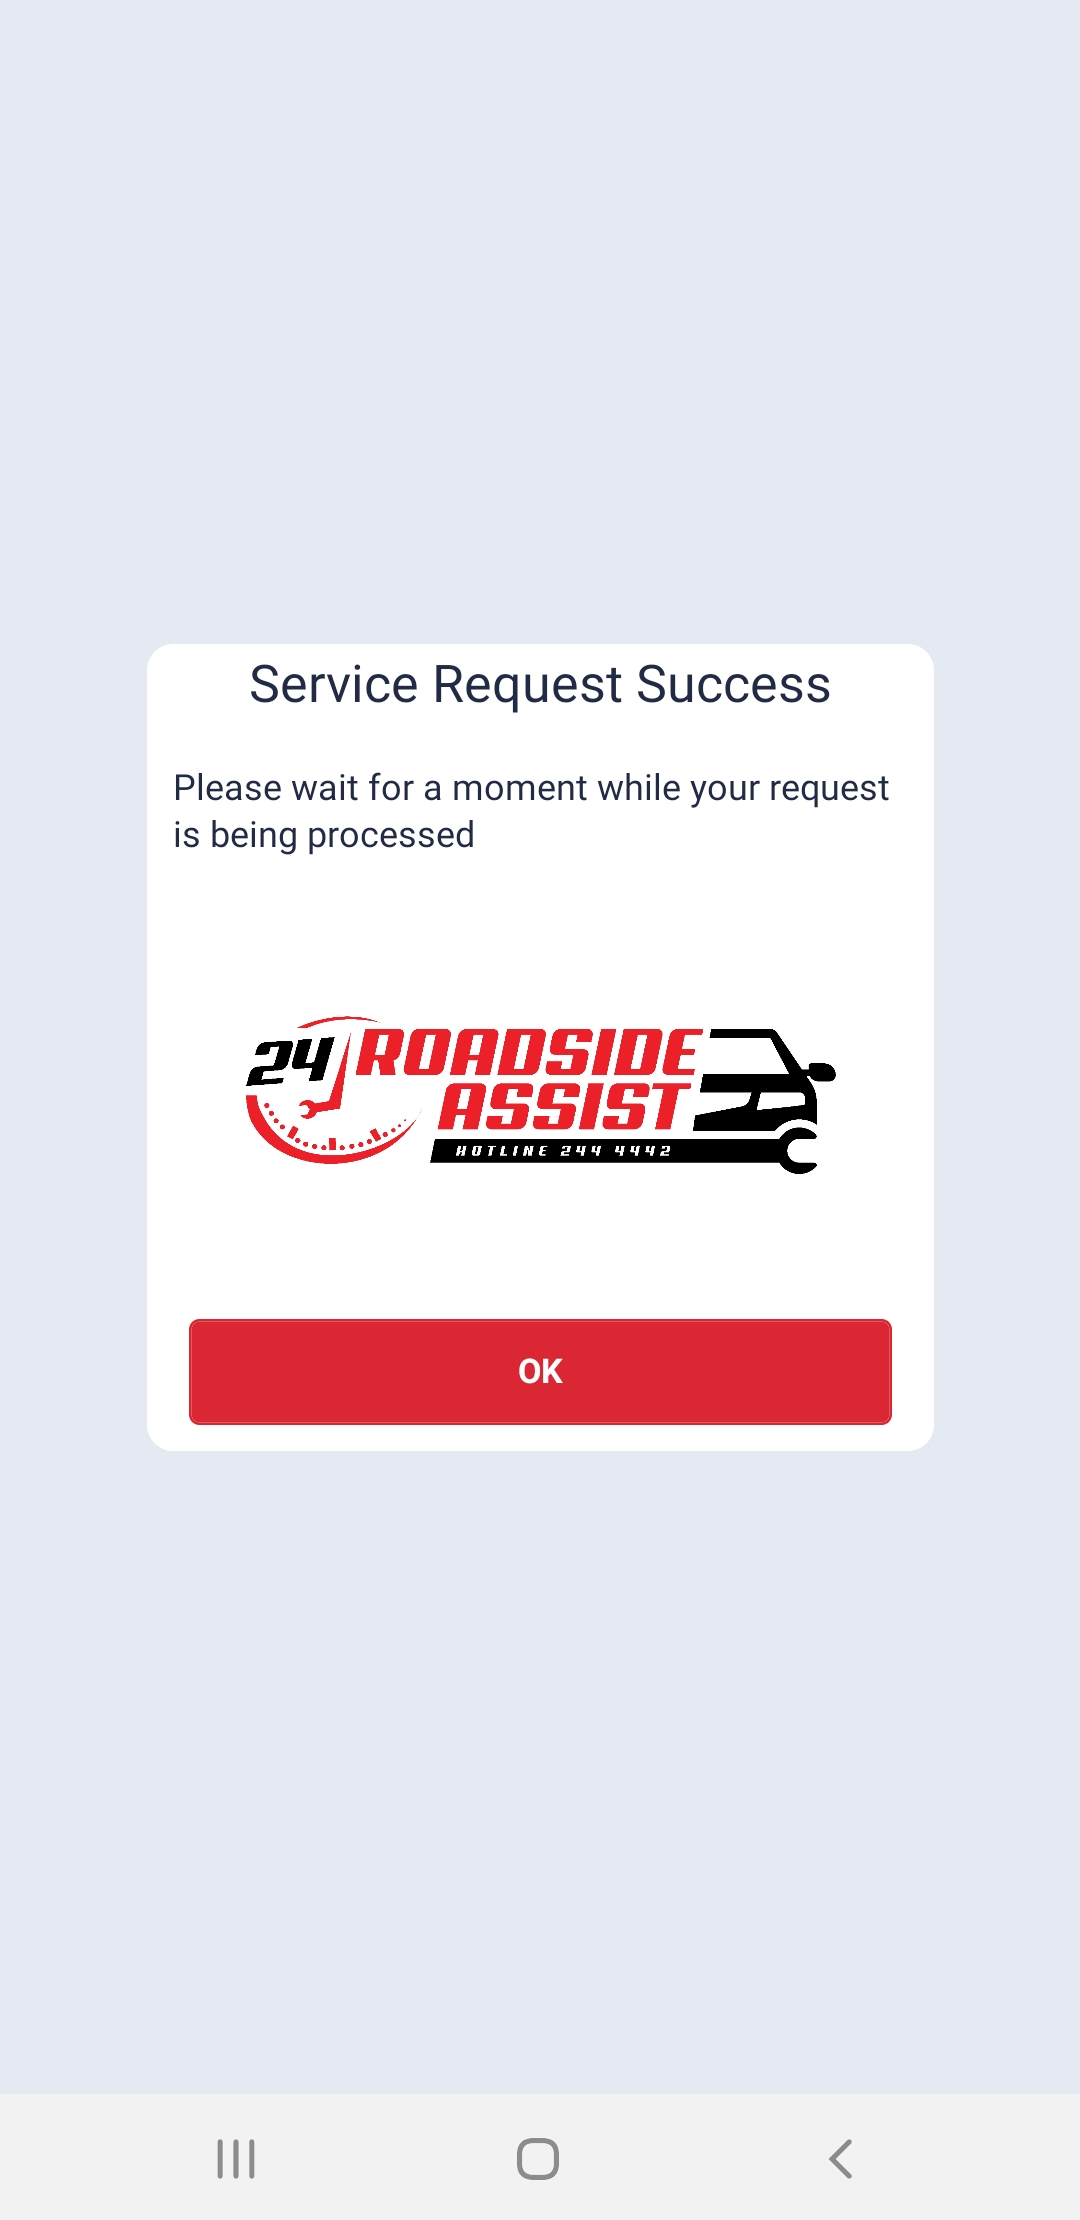 Service Request Success
Please wait for a moment while your request
is being processed
24 ROADSIDE
ASSIST
HOTLINE 244 4442
OK